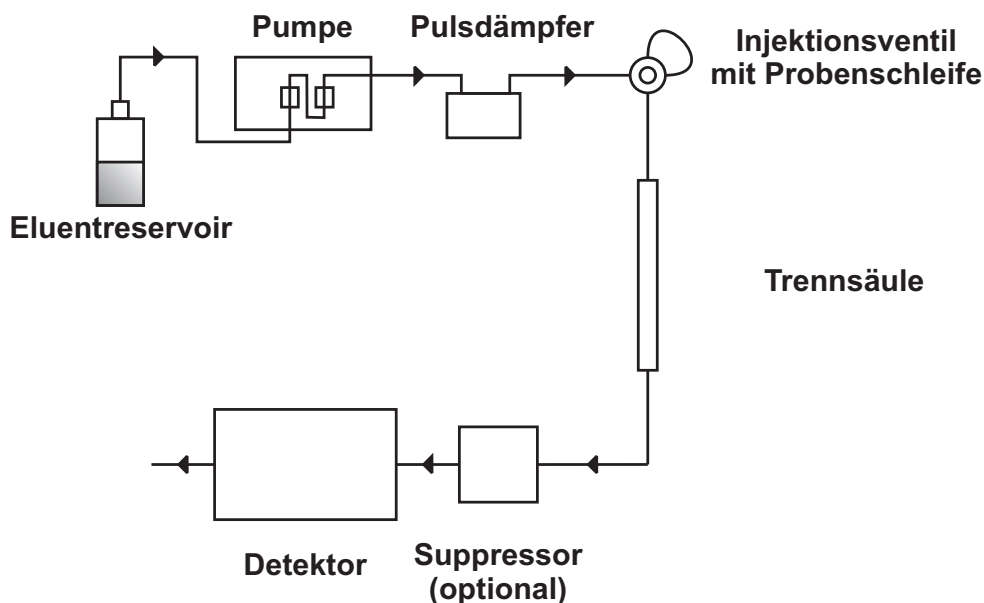 Pumpe
Pulsdämpfer
Injektionsventil
mit Probenschleife
Eluentreservoir
Trennsäule
Detektor
Suppressor
(optional)